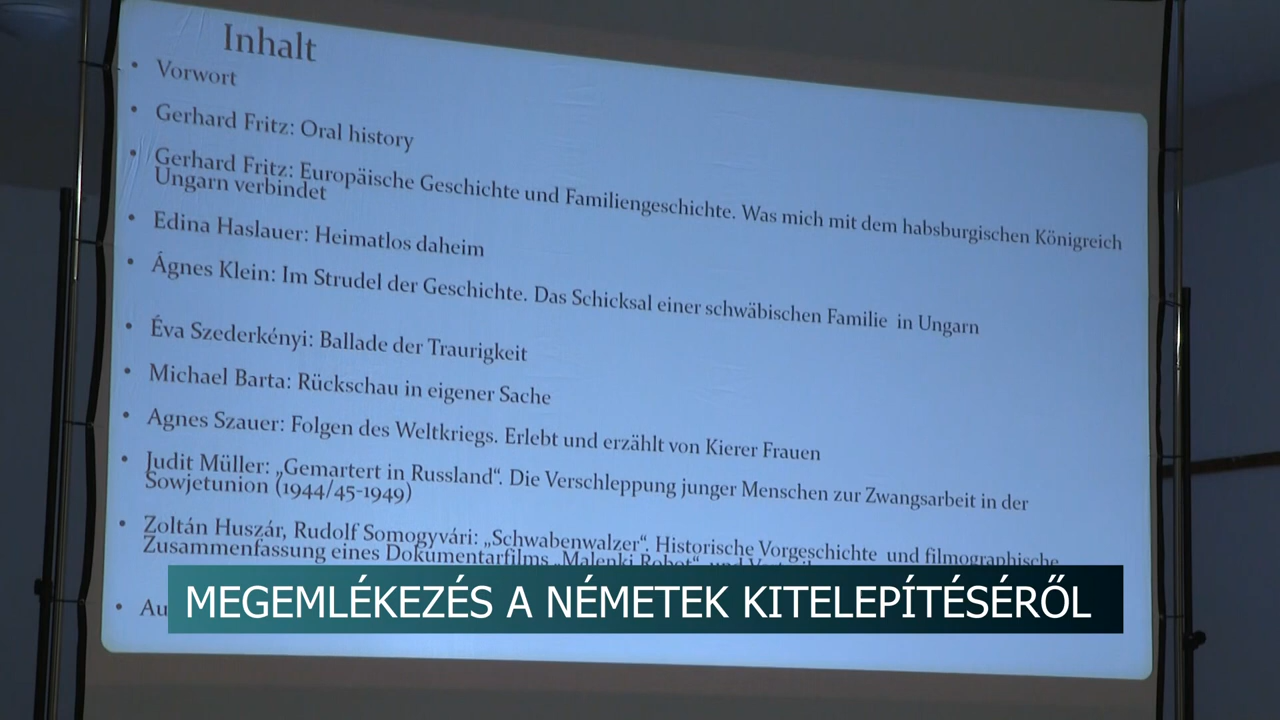 Inhalt
• Vorwort
• Gerhard Fritz: Oral history
• Gerhard Fritz: Europäische Geschichte und Familiengeschichte. Was mich mit dem habsburgischen Königreich
Ungarn verbindet
• Edina Haslauer: Heimatlos daheim
• Ágnes Klein: Im Strudel der Geschichte. Das Schicksal einer schwäbischen Familie in Ungarn
• Éva Szederkényi: Ballade der Traurigkeit
• Michael Barta: Rückschau in eigener Sache
• Agnes Szauer: Folgen des Weltkriegs. Erlebt und erzählt von Kierer Frauen
• Judit Müller: „Gemartert in Russland“. Die Verschleppung junger Menschen zur Zwangsarbeit in der
Sowjetunion (1944/45-1949)
• Zoltán Huszár, Rudolf Somogyvári: „Schwabenwalzer“. Historische Vorgeschichte und filmographische
Zusammenfassung eines Dokumentarfilms „Malenki Robot“ und
• Au
MEGEMLÉKEZÉS A NÉMETEK KITELEPÍTÉSÉRŐL